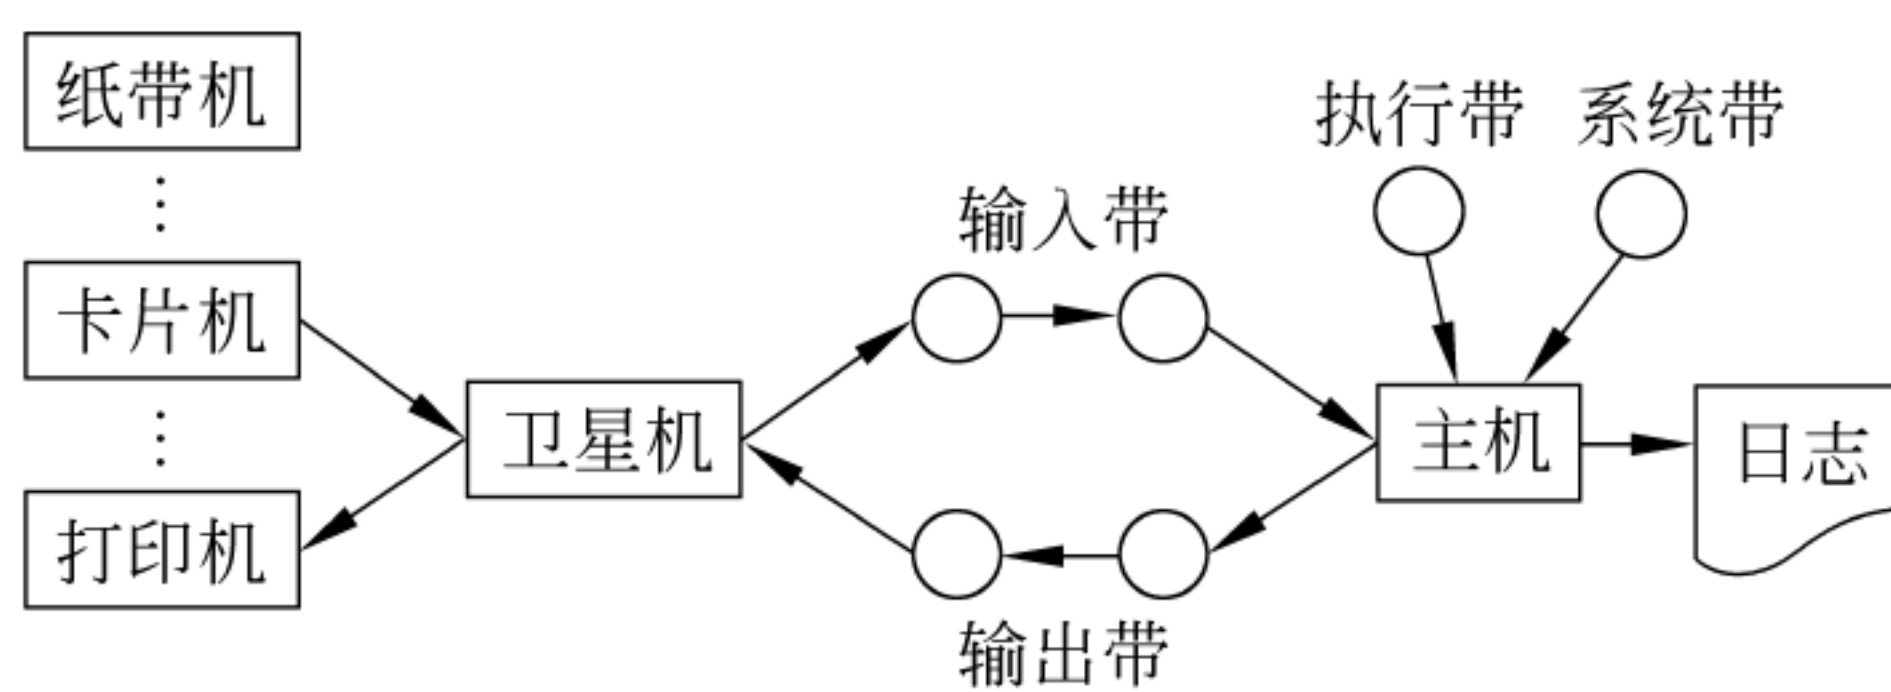 纸带机
卡片机
打印机
卫星机
输入带
输出带
执行带
系统带
主机
日志